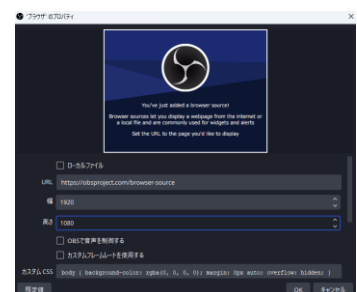 'ブラウザ' のプロパティ
You've just added a browser source!
Browser sources let you display a webpage from the internet or
a local file and are commonly used for widgets and alerts
Set the URL to the page you'd like to display
ローカルファイル
URL https://obsproject.com/browser-source
幅 1920
高さ 1080
OBSで音声を制御する
カスタムフレームレートを使用する
カスタム CSS body { background-color: rgba(0, 0, 0, 0); margin: 0px auto; overflow: hidden; }
既定値 OK キャンセル